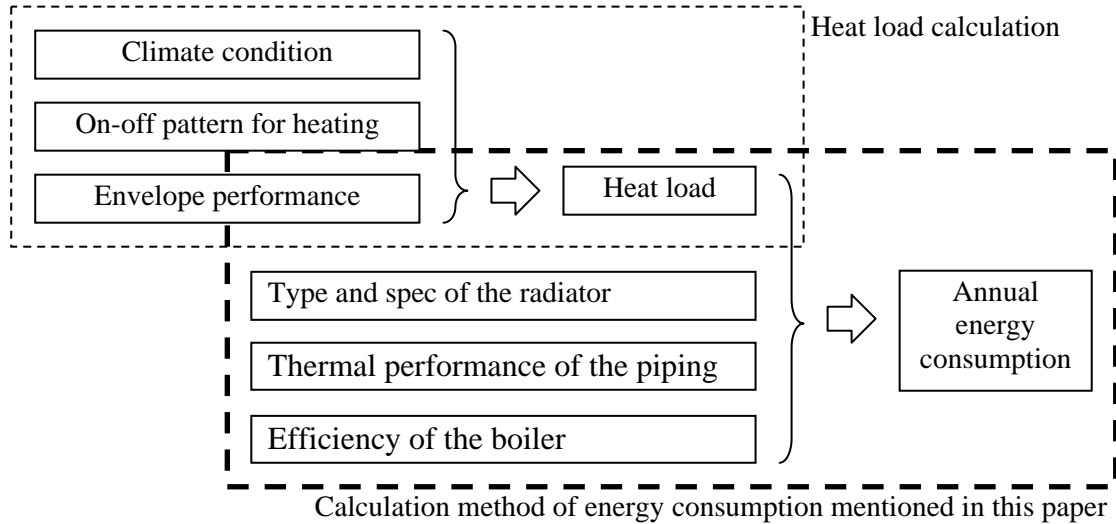 Heat load calculation
Climate condition
On-off pattern for heating
Envelope performance
Heat load
Type and spec of the radiator
Thermal performance of the piping
Efficiency of the boiler
Annual
energy
consumption
Calculation method of energy consumption mentioned in this paper